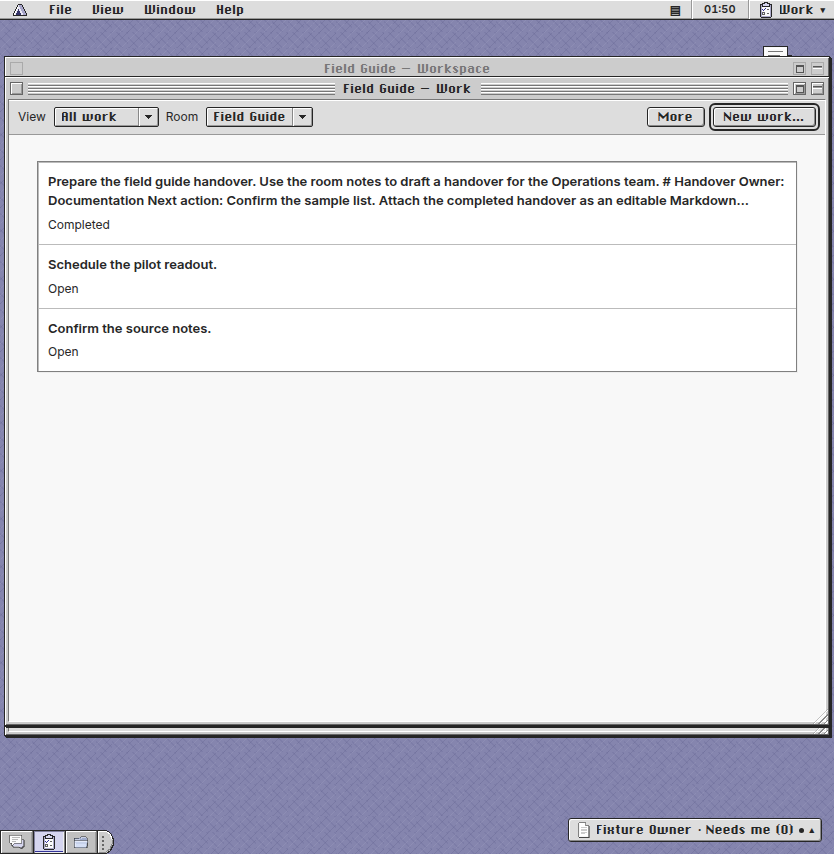 File View Window Help 01:50 Work
Field Guide – Workspace
Field Guide – Work
View All work Room Field Guide More New work...
Prepare the field guide handover. Use the room notes to draft a handover for the Operations team. # Handover Owner:
Documentation Next action: Confirm the sample list. Attach the completed handover as an editable Markdown...
Completed
Schedule the pilot readout.
Open
Confirm the source notes.
Open
Fixture Owner · Needs me (0)